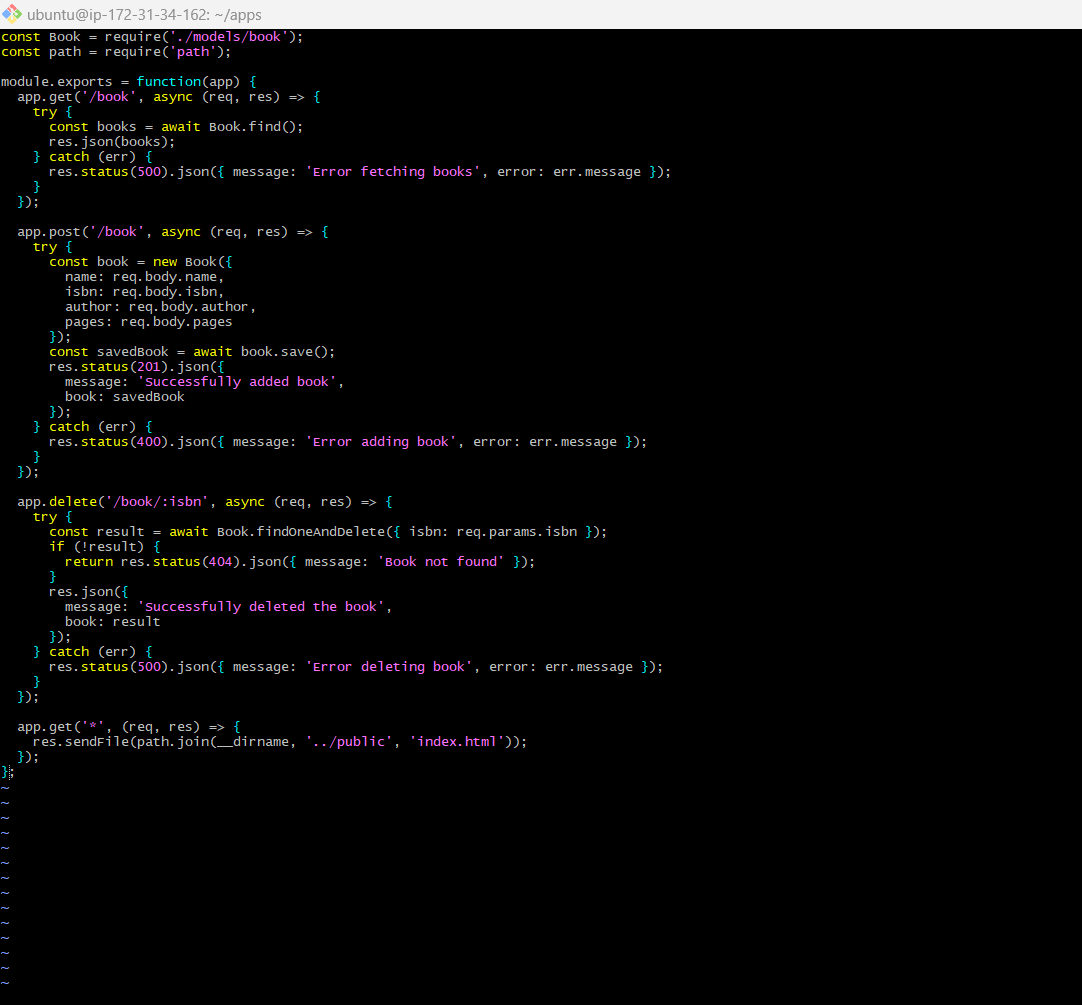 ubuntu@ip-172-31-34-162: ~/apps
const Book = require('./models/book');
const path = require('path');

module.exports = function(app) {
  app.get('/book', async (req, res) => {
    try {
      const books = await Book.find();
      res.json(books);
    } catch (err) {
      res.status(500).json({ message: 'Error fetching books', error: err.message });
    }
  });

  app.post('/book', async (req, res) => {
    try {
      const book = new Book({
        name: req.body.name,
        isbn: req.body.isbn,
        author: req.body.author,
        pages: req.body.pages
      });
      const savedBook = await book.save();
      res.status(201).json({
        message: 'Successfully added book',
        book: savedBook
      });
    } catch (err) {
      res.status(400).json({ message: 'Error adding book', error: err.message });
    }
  });

  app.delete('/book/:isbn', async (req, res) => {
    try {
      const result = await Book.findOneAndDelete({ isbn: req.params.isbn });
      if (!result) {
        return res.status(404).json({ message: 'Book not found' });
      }
      res.json({
        message: 'Successfully deleted the book',
        book: result
      });
    } catch (err) {
      res.status(500).json({ message: 'Error deleting book', error: err.message });
    }
  });

  app.get('*', (req, res) => {
    res.sendFile(path.join(__dirname, '../public', 'index.html'));
  });
};
~
~
~
~
~
~
~
~
~
~
~
~
~
~